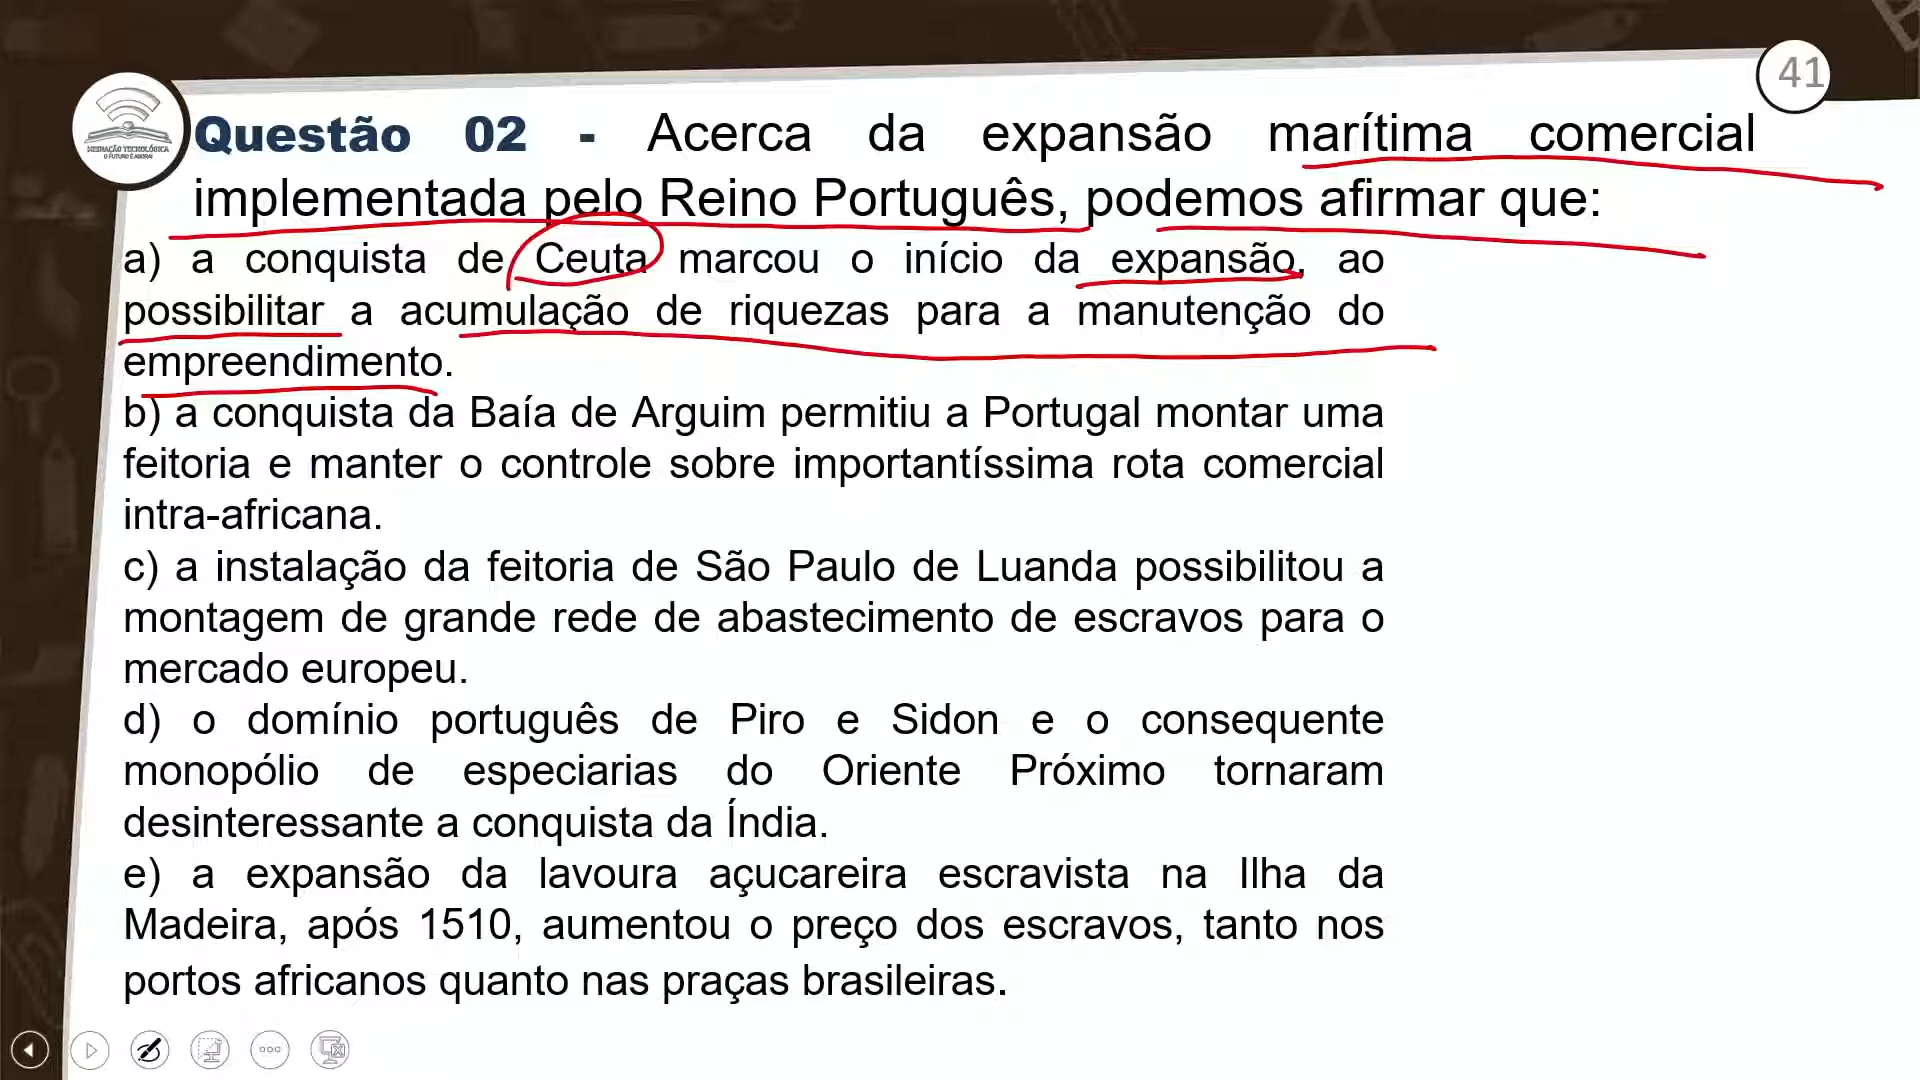 41
MEDIAÇÃO TECNOLÓGICA
O FUTURO É AGORA!
Questão 02 - Acerca da expansão marítima comercial
implementada pelo Reino Português, podemos afirmar que:
a) a conquista de Ceuta marcou o início da expansão, ao
possibilitar a acumulação de riquezas para a manutenção do
empreendimento.
b) a conquista da Baía de Arguim permitiu a Portugal montar uma
feitoria e manter o controle sobre importantíssima rota comercial
intra-africana.
c) a instalação da feitoria de São Paulo de Luanda possibilitou a
montagem de grande rede de abastecimento de escravos para o
mercado europeu.
d) o domínio português de Piro e Sidon e o consequente
monopólio de especiarias do Oriente Próximo tornaram
desinteressante a conquista da Índia.
e) a expansão da lavoura açucareira escravista na Ilha da
Madeira, após 1510, aumentou o preço dos escravos, tanto nos
portos africanos quanto nas praças brasileiras.